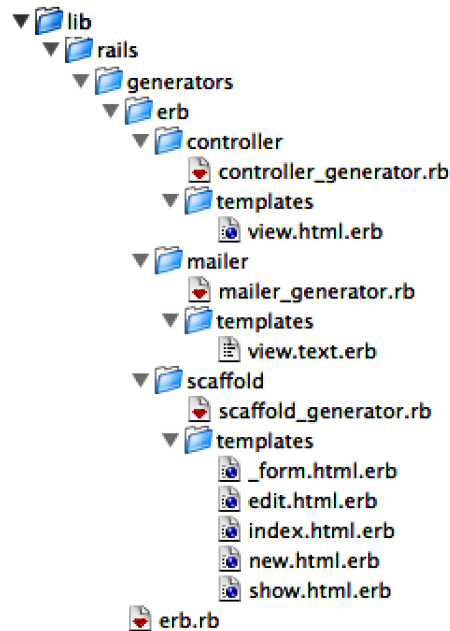 lib
rails
generators
erb
controller
controller_generator.rb
templates
view.html.erb
mailer
mailer_generator.rb
templates
view.text.erb
scaffold
scaffold_generator.rb
templates
_form.html.erb
edit.html.erb
index.html.erb
new.html.erb
show.html.erb
erb.rb